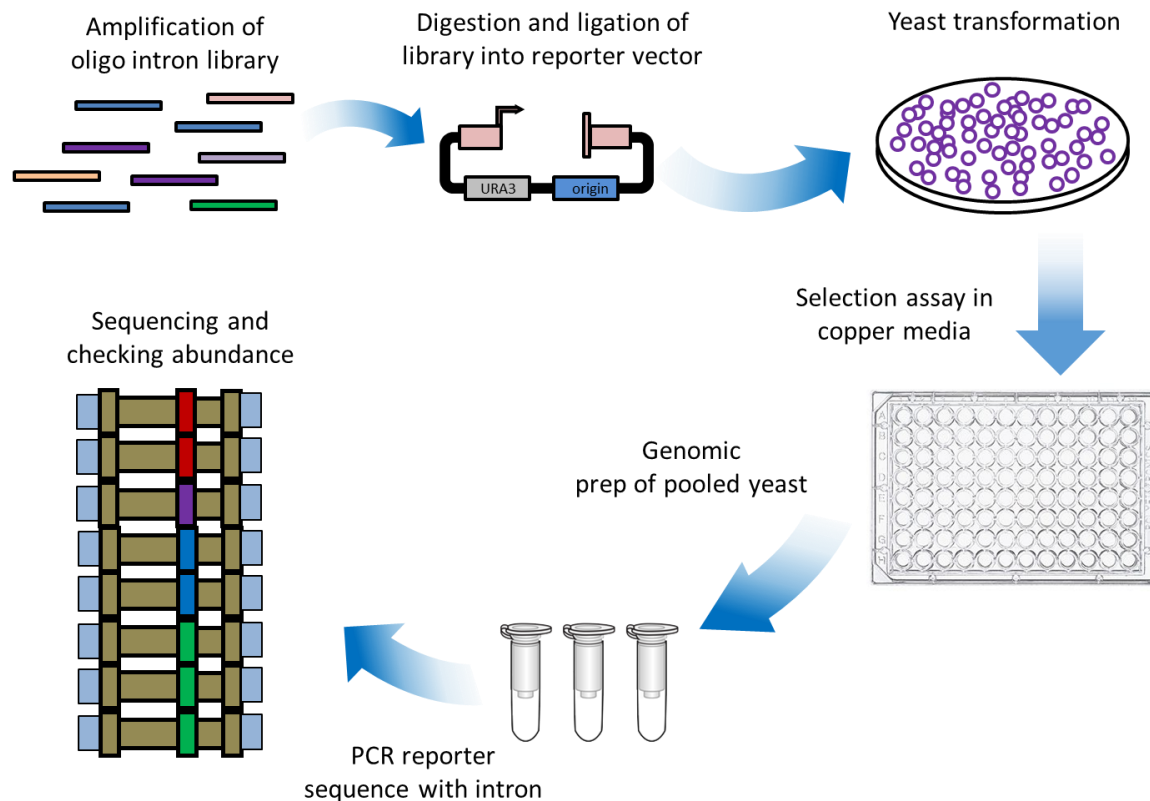 Amplification of
oligo intron library
Digestion and ligation of
library into reporter vector
Yeast transformation
URA3
origin
Selection assay in
copper media
Sequencing and
checking abundance
Genomic
prep of pooled yeast
A
B
C
D
E
F
G
H
PCR reporter
sequence with intron